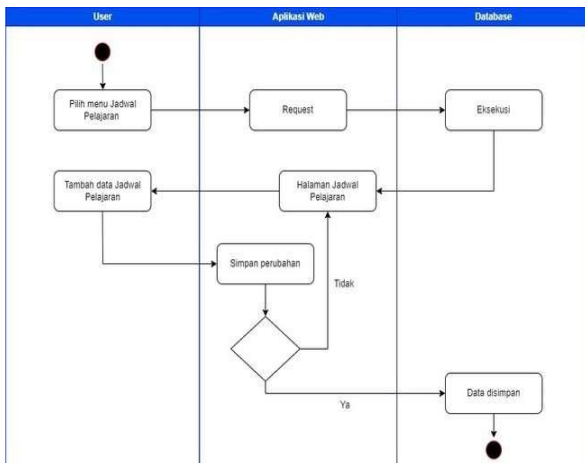 User
Aplikasi Web
Database
Pilih menu Jadwal
Pelajaran
Request
Eksekusi
Tambah data Jadwal
Pelajaran
Halaman Jadwal
Pelajaran
Simpan perubahan
Tidak
Ya
Data disimpan